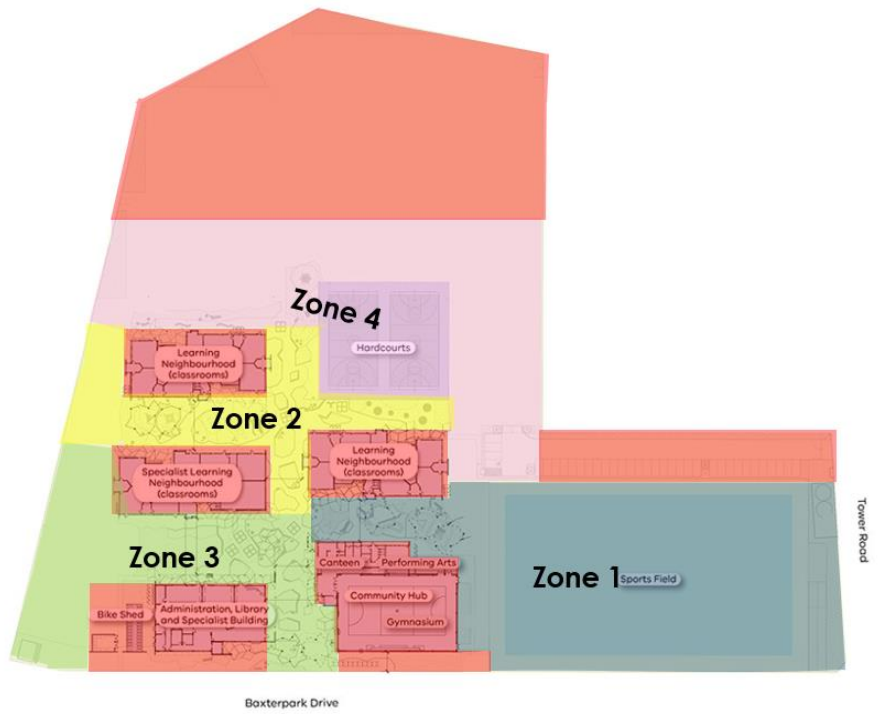 Zone 4
Hardcourts
Learning
Neighbourhood
(classrooms)
Zone 2
Learning
Neighbourhood
(classrooms)
Specialist Learning
Neighbourhood
(classrooms)
Zone 3
Canteen
Performing Arts
Zone 1
Sports Field
Tower Road
Community Hub
Gymnasium
Bike Shed
Administration, Library
and Specialist Building
Baxterpark Drive